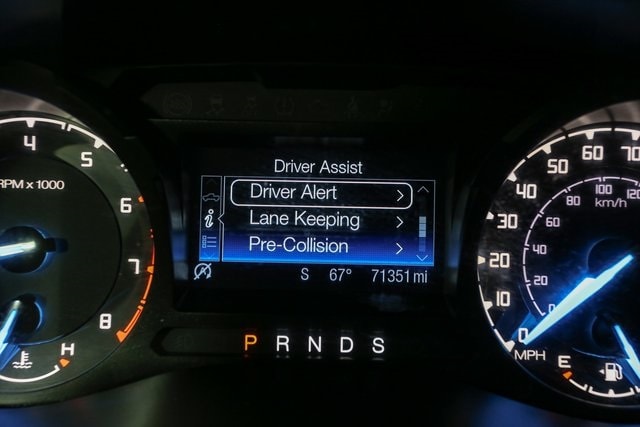 4
5
6
7
8
RPM x 1000
H
Driver Assist
Driver Alert
Lane Keeping
Pre-Collision
S 67° 71351 mi
P R N D S
0
10
20
30
40
50
60
70
MPH
0
20
40
60
80
100
120
km/h
E